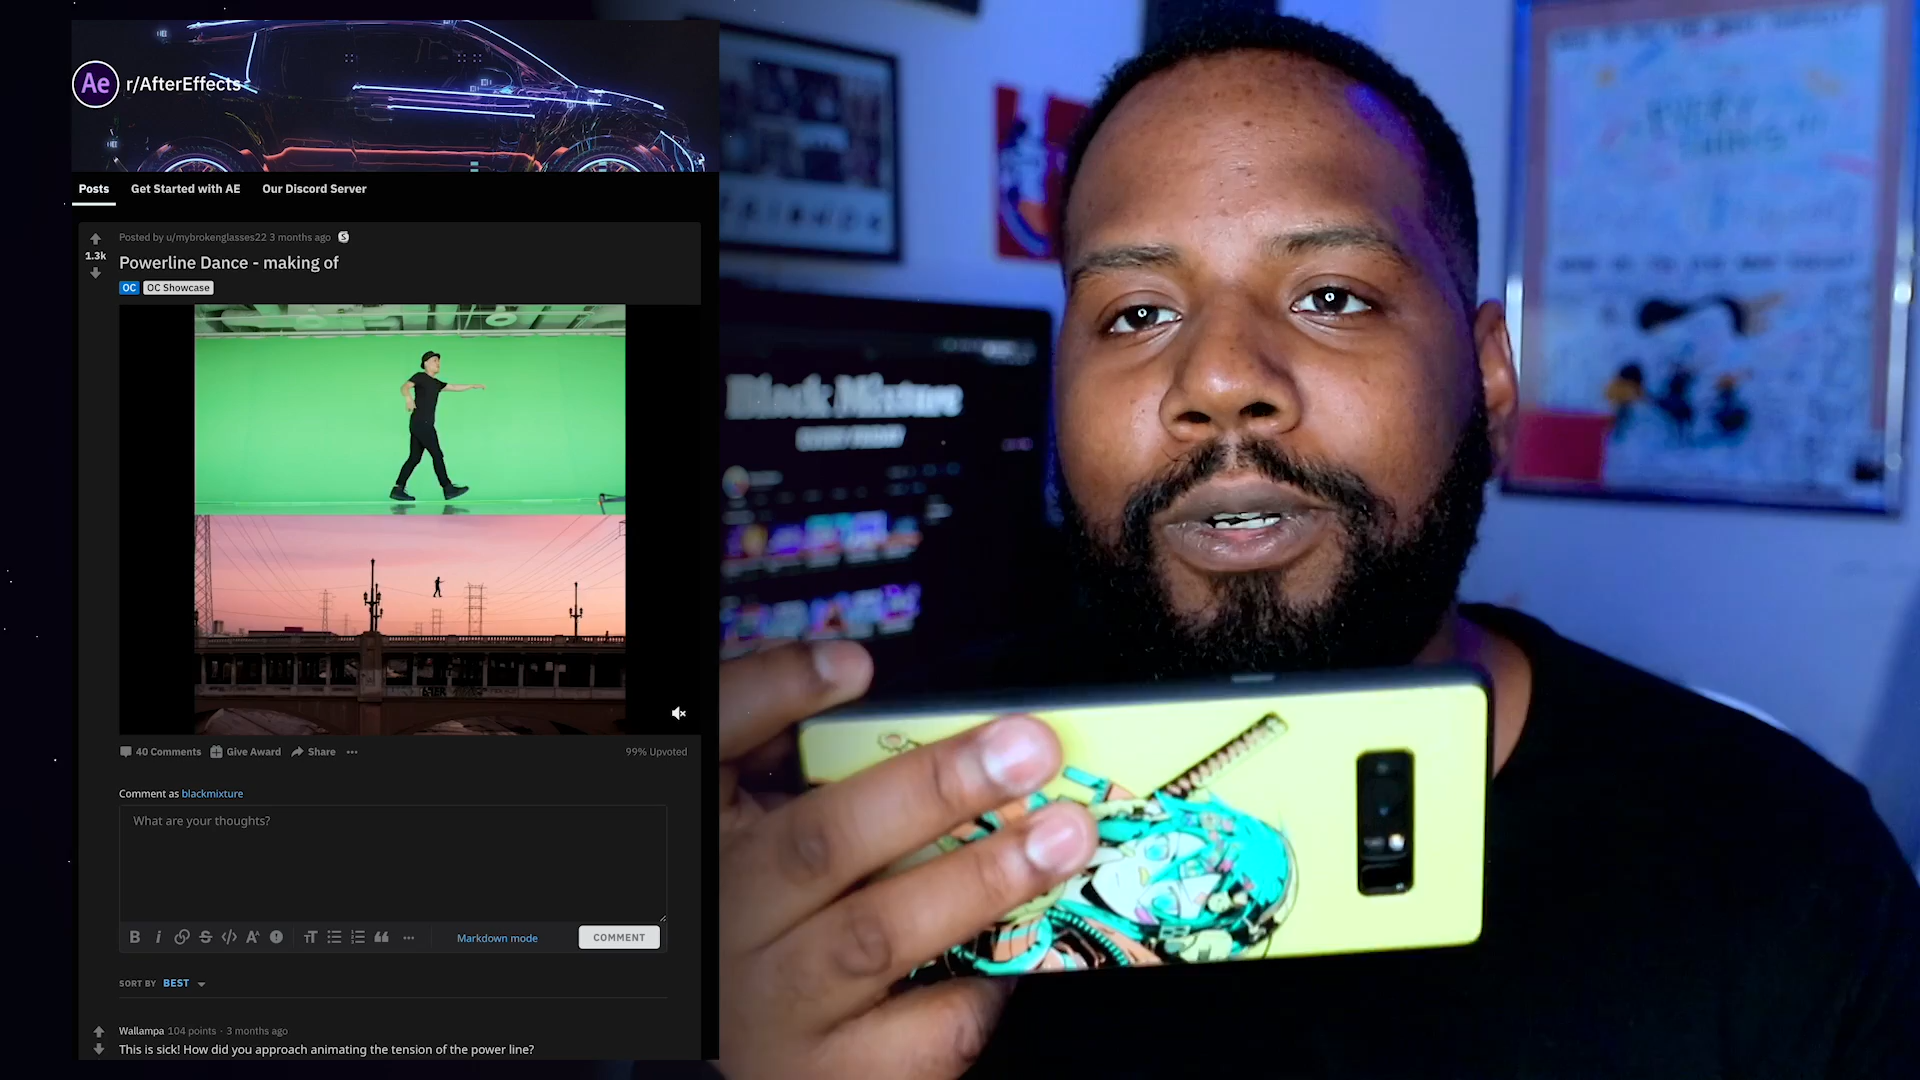 Ae r/AfterEffects
Posts Get Started with AE Our Discord Server
Posted by u/mybrokenglasses22 3 months ago S
1.3k
Powerline Dance - making of
OC OC Showcase
40 Comments Give Award Share ... 99% Upvoted
Comment as blackmixture
What are your thoughts?
B i S </> A TT ... Markdown mode COMMENT
SORT BY BEST
Wallampa 104 points · 3 months ago
This is sick! How did you approach animating the tension of the power line?
Black Mixture